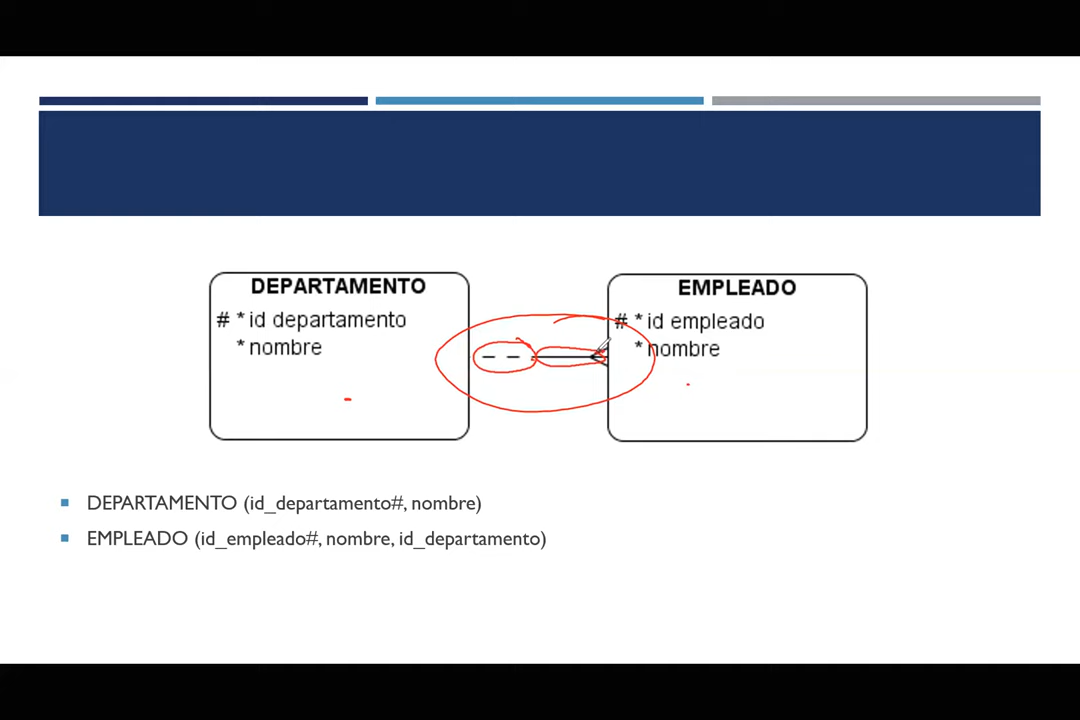 DEPARTAMENTO
# * id departamento
* nombre
EMPLEADO
# * id empleado
* nombre
DEPARTAMENTO (id_departamento#, nombre)
EMPLEADO (id_empleado#, nombre, id_departamento)